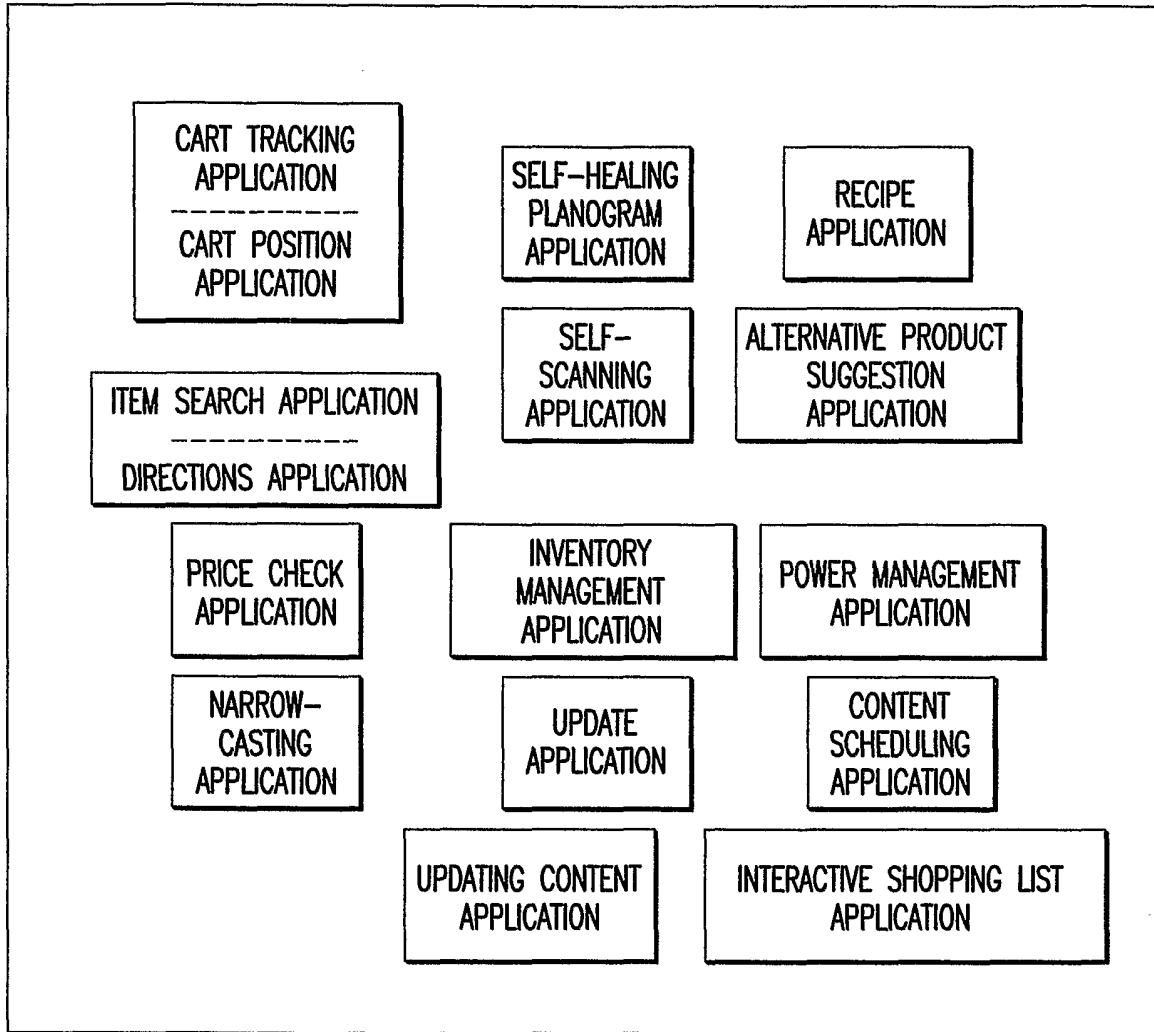 CART TRACKING
APPLICATION
CART POSITION
APPLICATION
SELF-HEALING
PLANOGRAM
APPLICATION
RECIPE
APPLICATION
SELF-
SCANNING
APPLICATION
ALTERNATIVE PRODUCT
SUGGESTION
APPLICATION
ITEM SEARCH APPLICATION
DIRECTIONS APPLICATION
PRICE CHECK
APPLICATION
INVENTORY
MANAGEMENT
APPLICATION
POWER MANAGEMENT
APPLICATION
NARROW-
CASTING
APPLICATION
UPDATE
APPLICATION
CONTENT
SCHEDULING
APPLICATION
UPDATING CONTENT
APPLICATION
INTERACTIVE SHOPPING LIST
APPLICATION